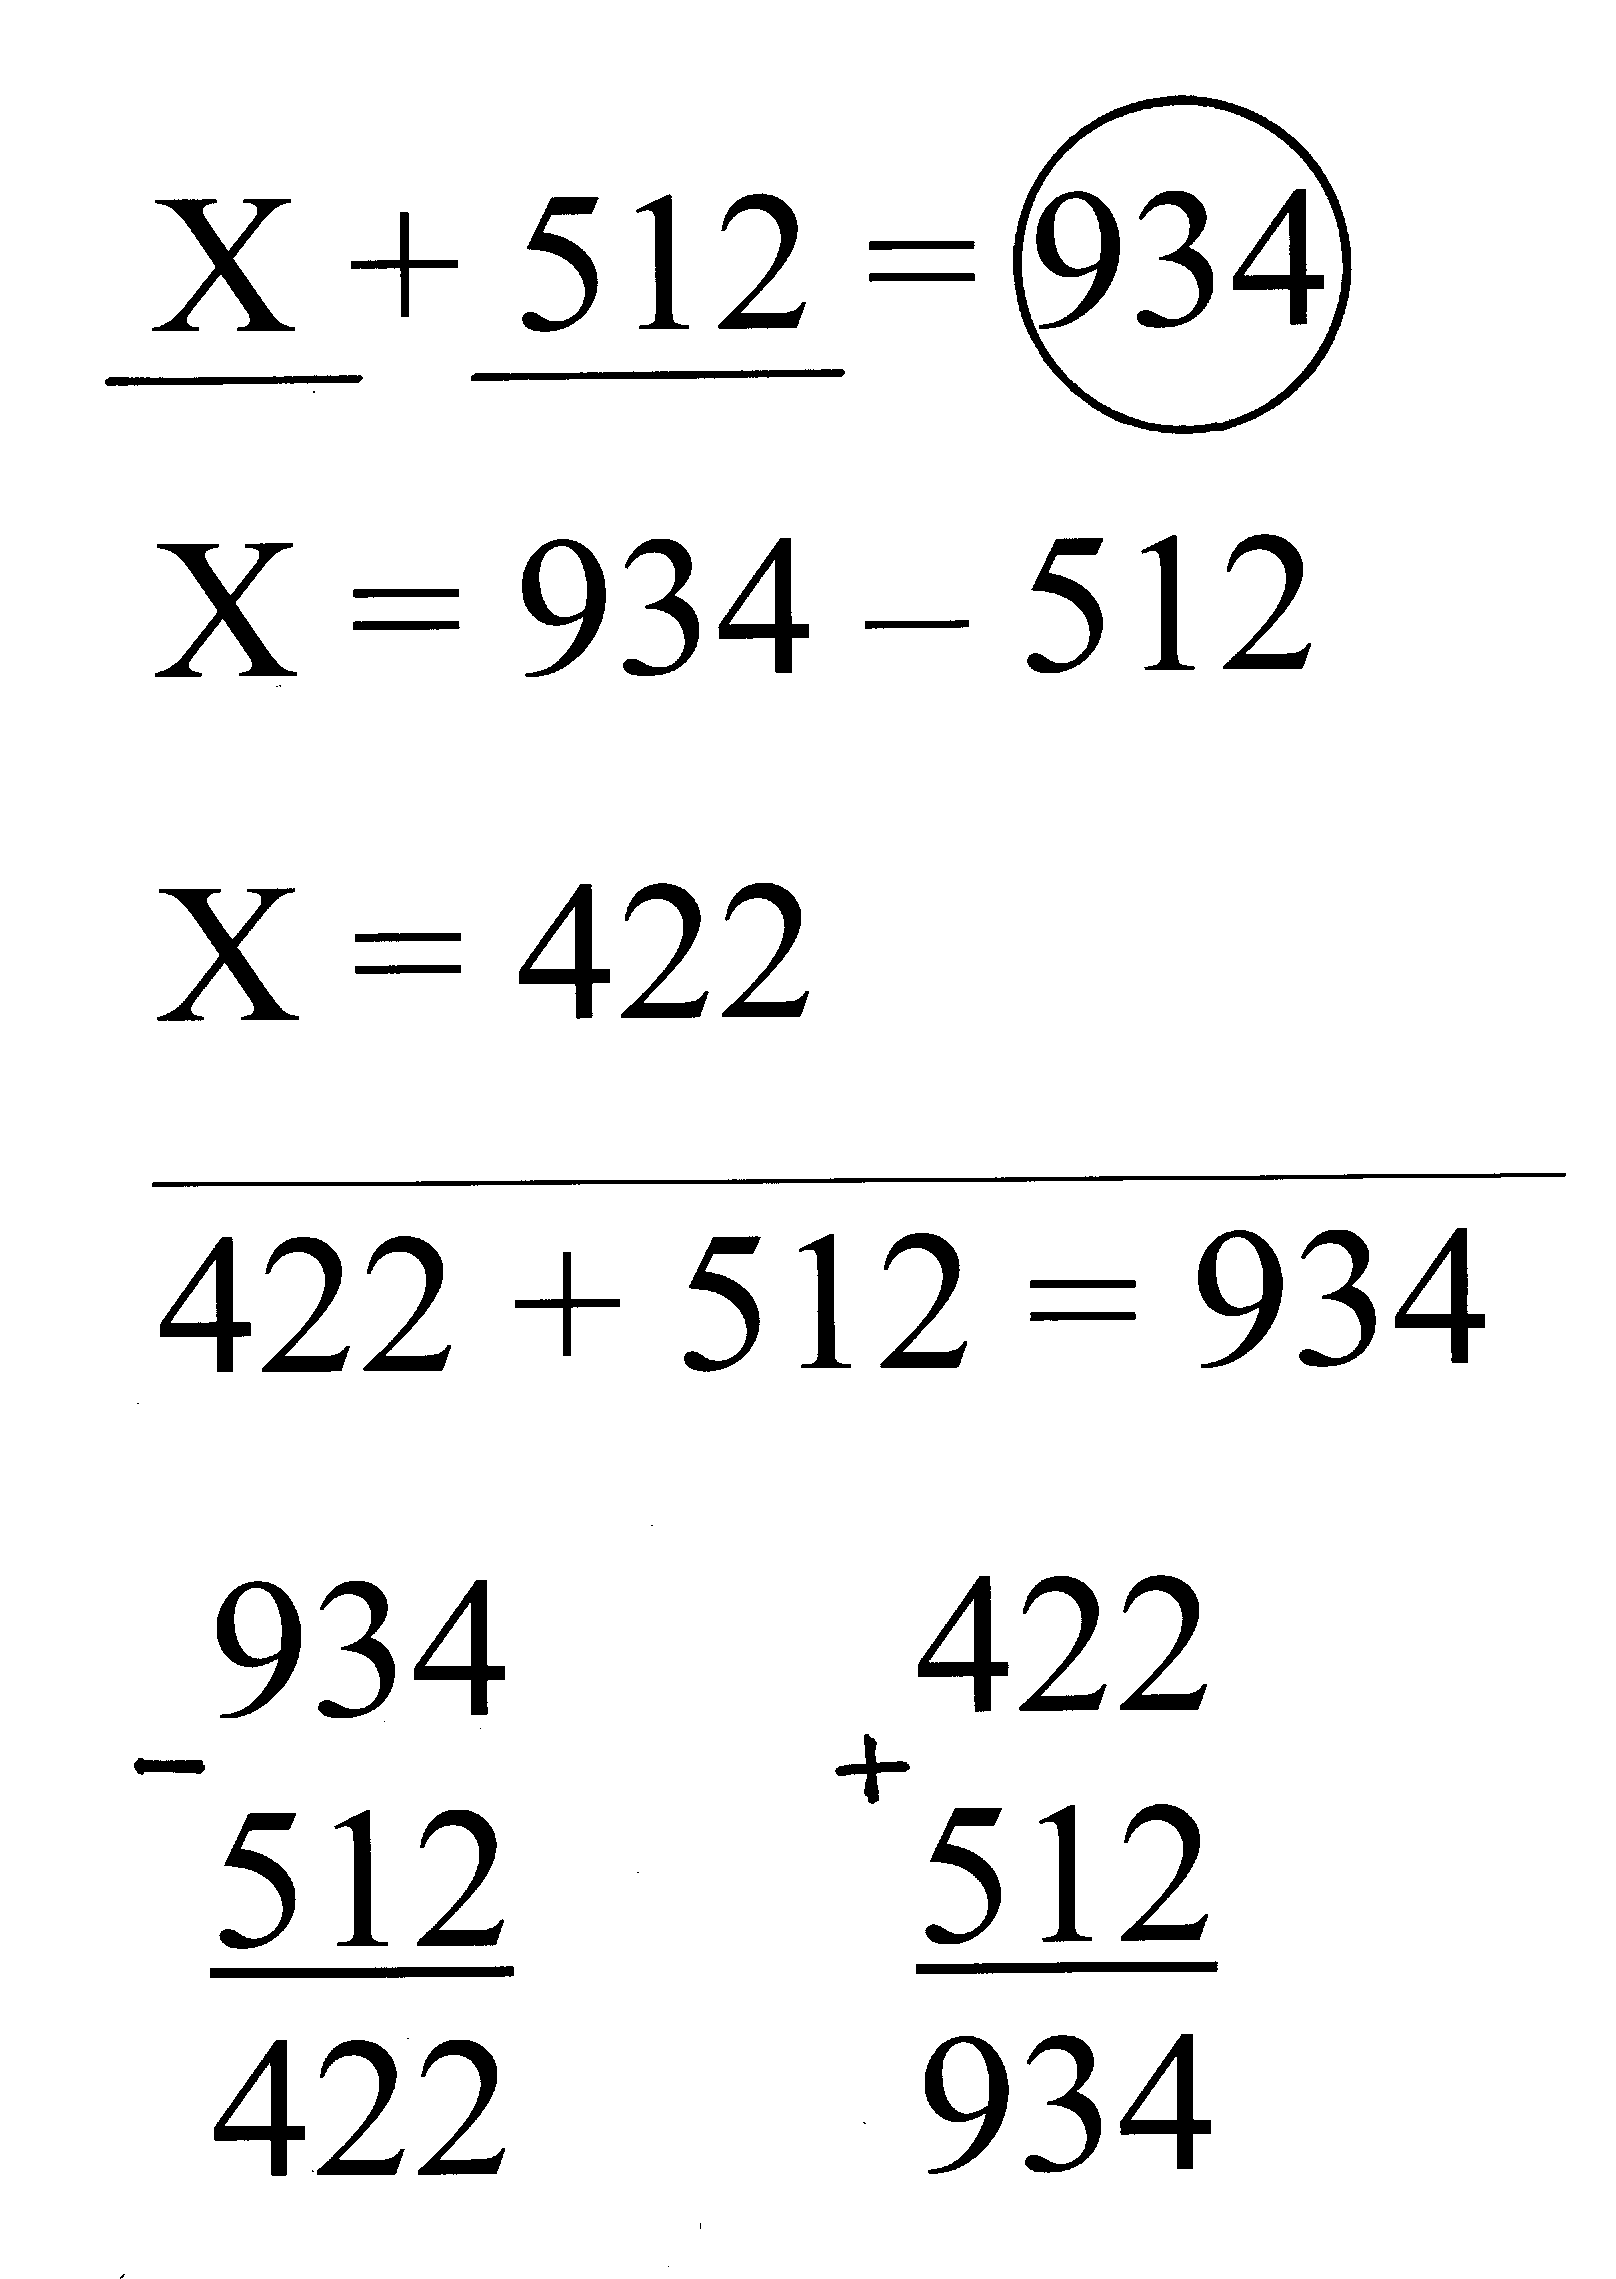 X + 512 = 934
X = 934 – 512
X = 422
422 + 512 = 934
934
–
512
422
422
+
512
934